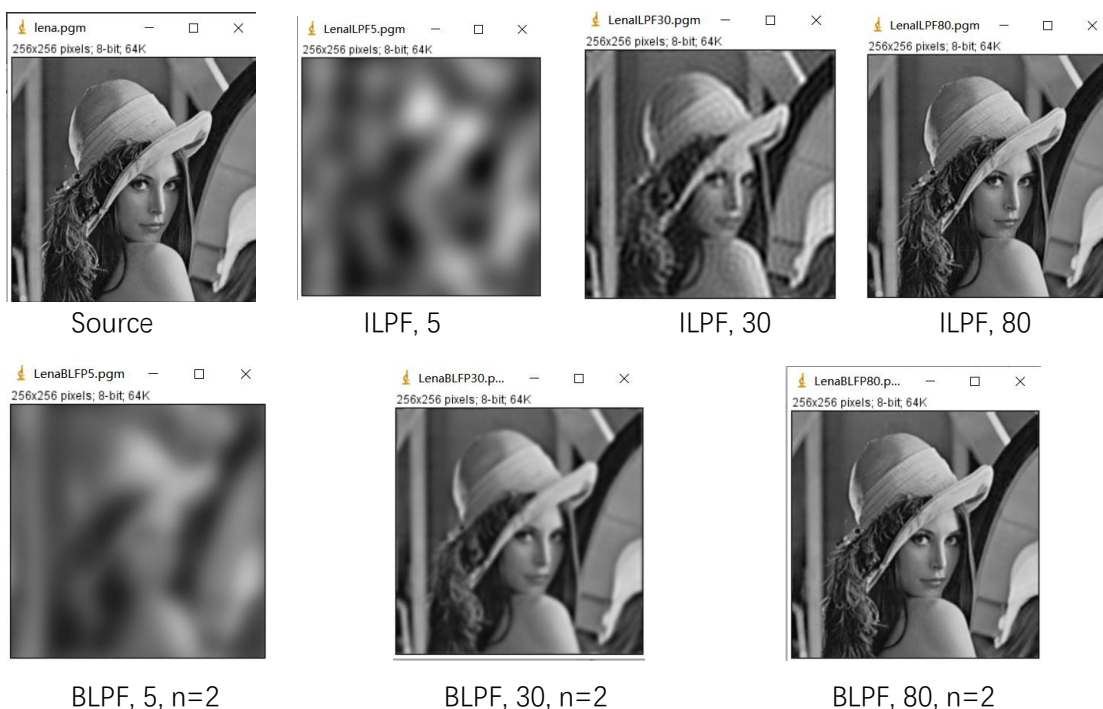 lena.pgm
256x256 pixels; 8-bit; 64K
LenaILPF5.pgm
256x256 pixels; 8-bit; 64K
LenaILPF30.pgm
256x256 pixels; 8-bit; 64K
LenaILPF80.pgm
256x256 pixels; 8-bit; 64K
Source
ILPF, 5
ILPF, 30
ILPF, 80
LenaBLFP5.pgm
256x256 pixels; 8-bit; 64K
LenaBLFP30.p...
256x256 pixels; 8-bit; 64K
LenaBLFP80.p...
256x256 pixels; 8-bit; 64K
BLPF, 5, n=2
BLPF, 30, n=2
BLPF, 80, n=2